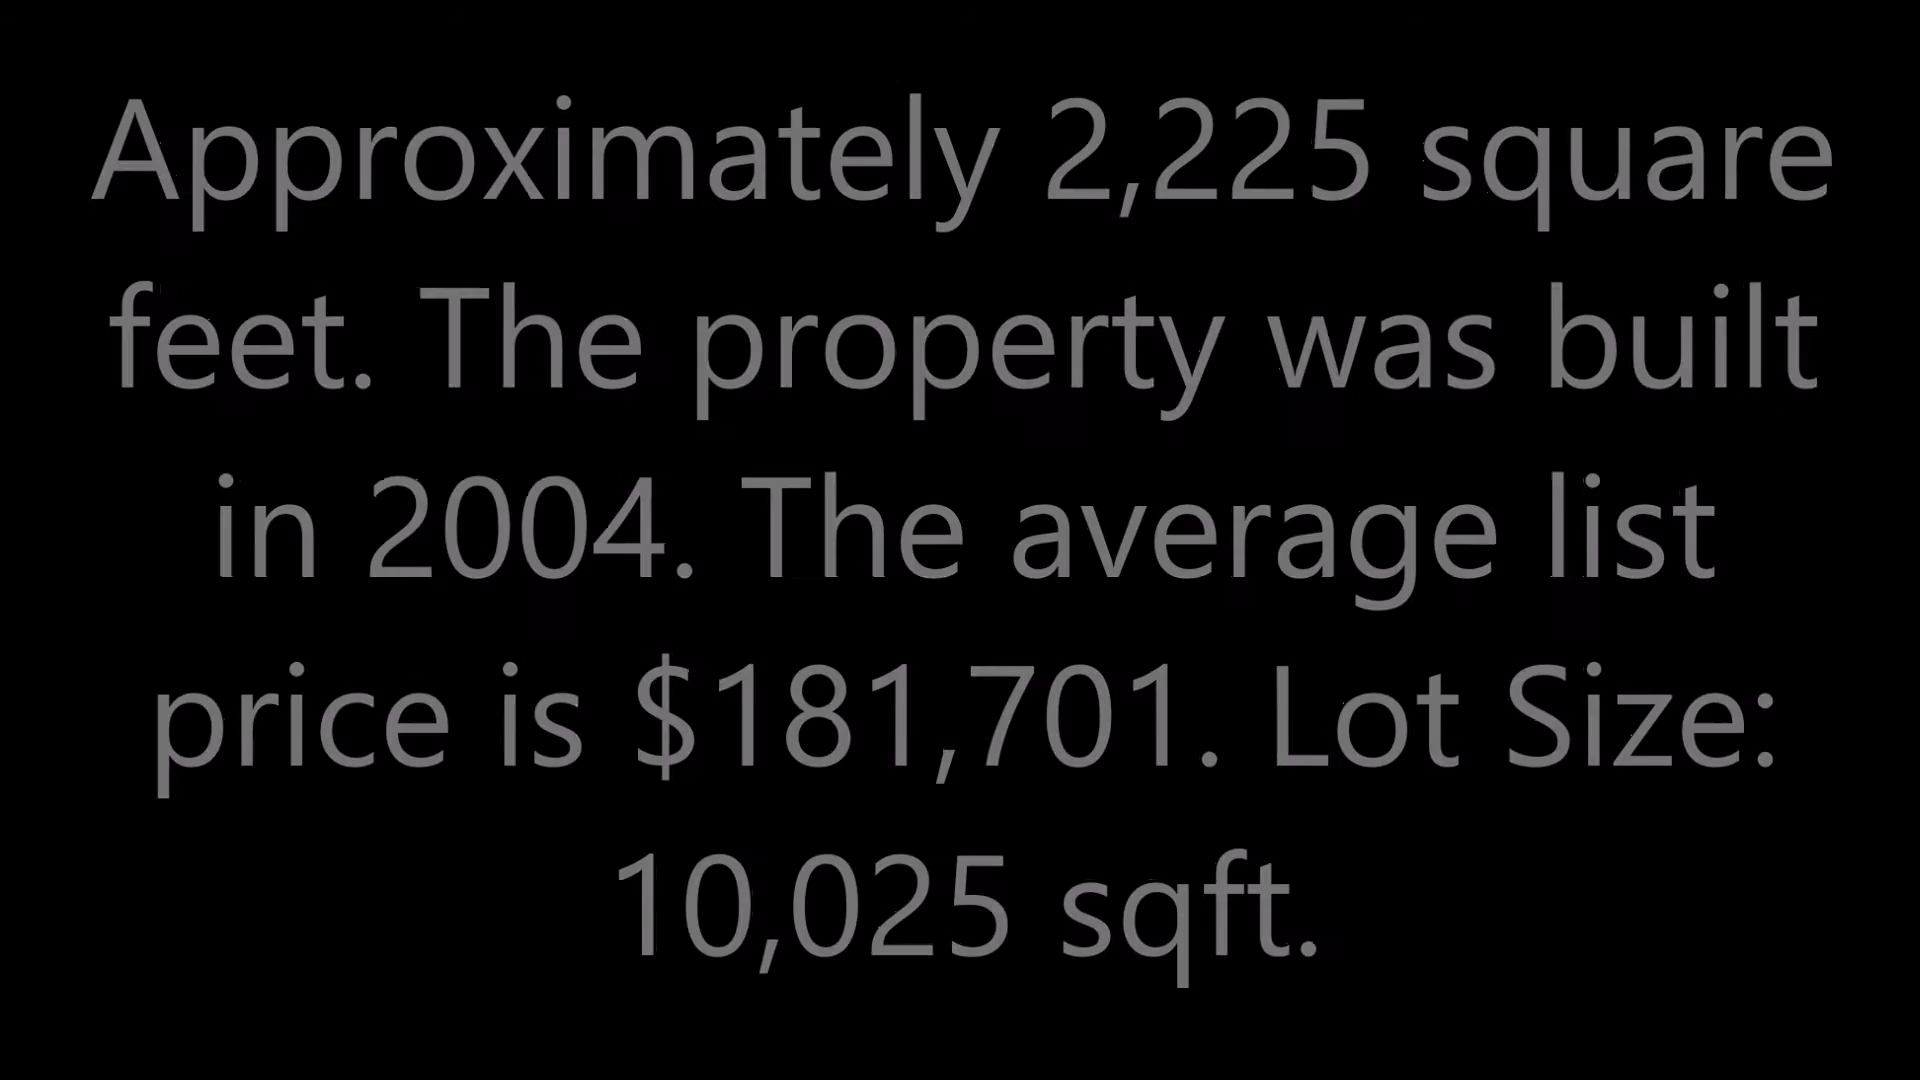 Approximately 2,225 square
feet. The property was built
in 2004. The average list
price is $181,701. Lot Size:
10,025 sqft.